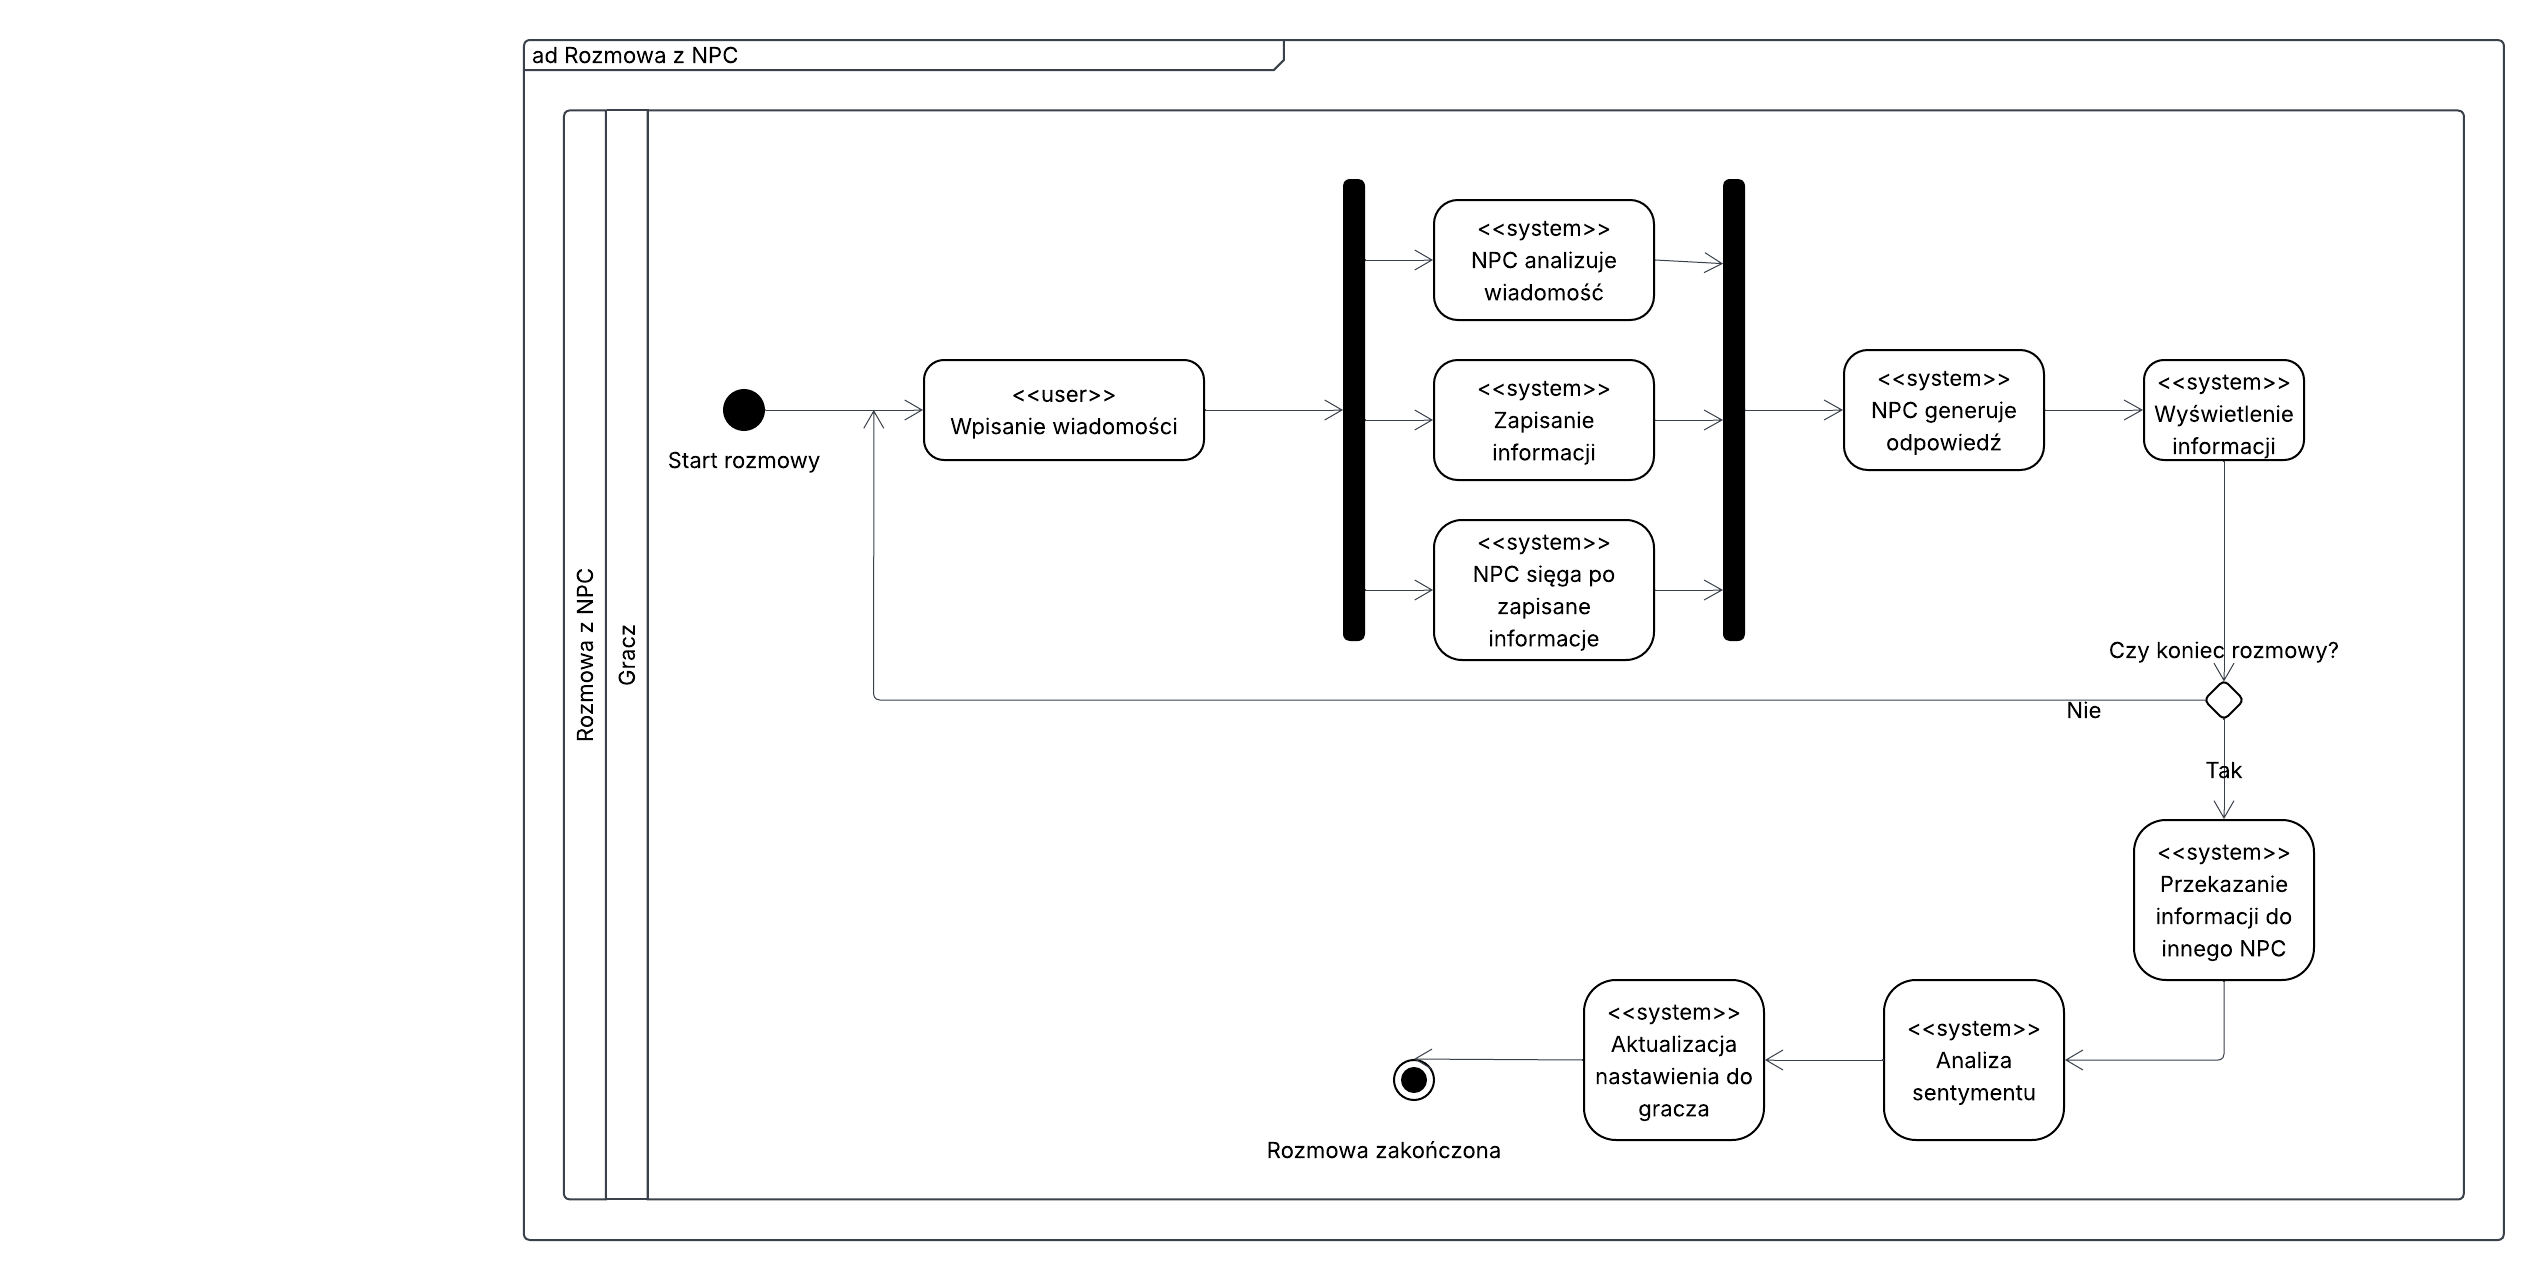 ad Rozmowa z NPC
Rozmowa z NPC
Gracz
Start rozmowy
<<user>>
Wpisanie wiadomości
<<system>>
NPC analizuje
wiadomość
<<system>>
Zapisanie
informacji
<<system>>
NPC sięga po
zapisane
informacje
<<system>>
NPC generuje
odpowiedź
<<system>>
Wyświetlenie
informacji
Czy koniec rozmowy?
Nie
Tak
<<system>>
Przekazanie
informacji do
innego NPC
<<system>>
Analiza
sentymentu
<<system>>
Aktualizacja
nastawienia do
gracza
Rozmowa zakończona